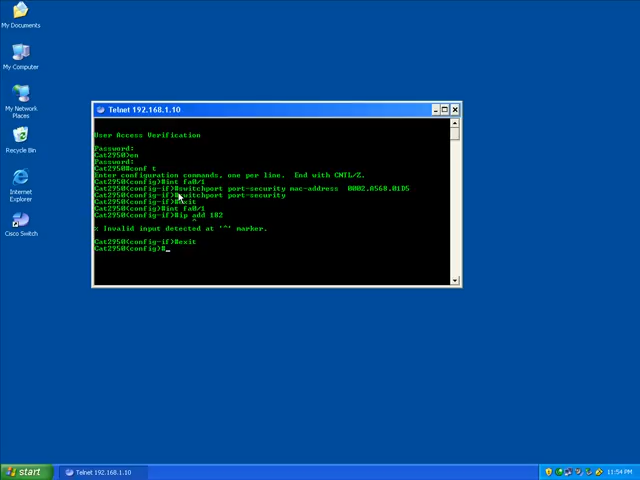 My Documents
My Computer
My Network
Places
Recycle Bin
Internet
Explorer
Cisco Switch
Telnet 192.168.1.10
User Access Verification
Password:
Cat2950>en
Password:
Cat2950#conf t
Enter configuration commands, one per line. End with CNTL/Z.
Cat2950(config)#int fa0/1
Cat2950(config-if)#switchport port-security mac-address 0002.A568.01D5
Cat2950(config-if)#switchport port-security
Cat2950(config-if)#exit
Cat2950(config)#int fa0/1
Cat2950(config-if)#ip add 182
^
% Invalid input detected at '^' marker.
Cat2950(config-if)#exit
Cat2950(config)#_
start
Telnet 192.168.1.10
11:54 PM